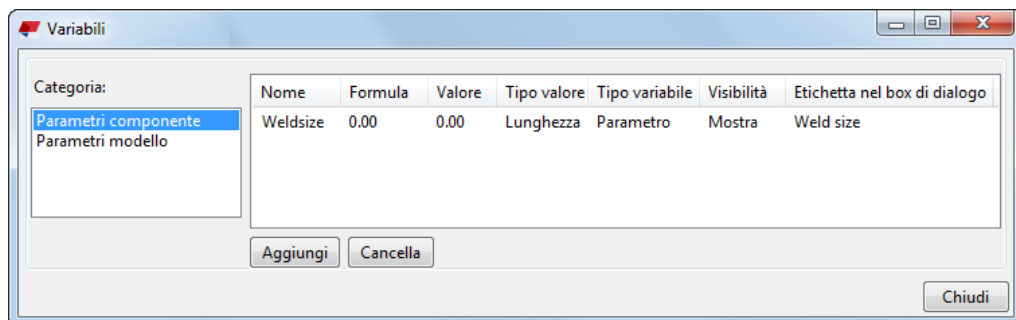 Variabili
Categoria:
Parametri componente
Parametri modello
Nome Formula Valore Tipo valore Tipo variabile Visibilità Etichetta nel box di dialogo
Weldsize 0.00 0.00 Lunghezza Parametro Mostra Weld size
Aggiungi Cancella
Chiudi